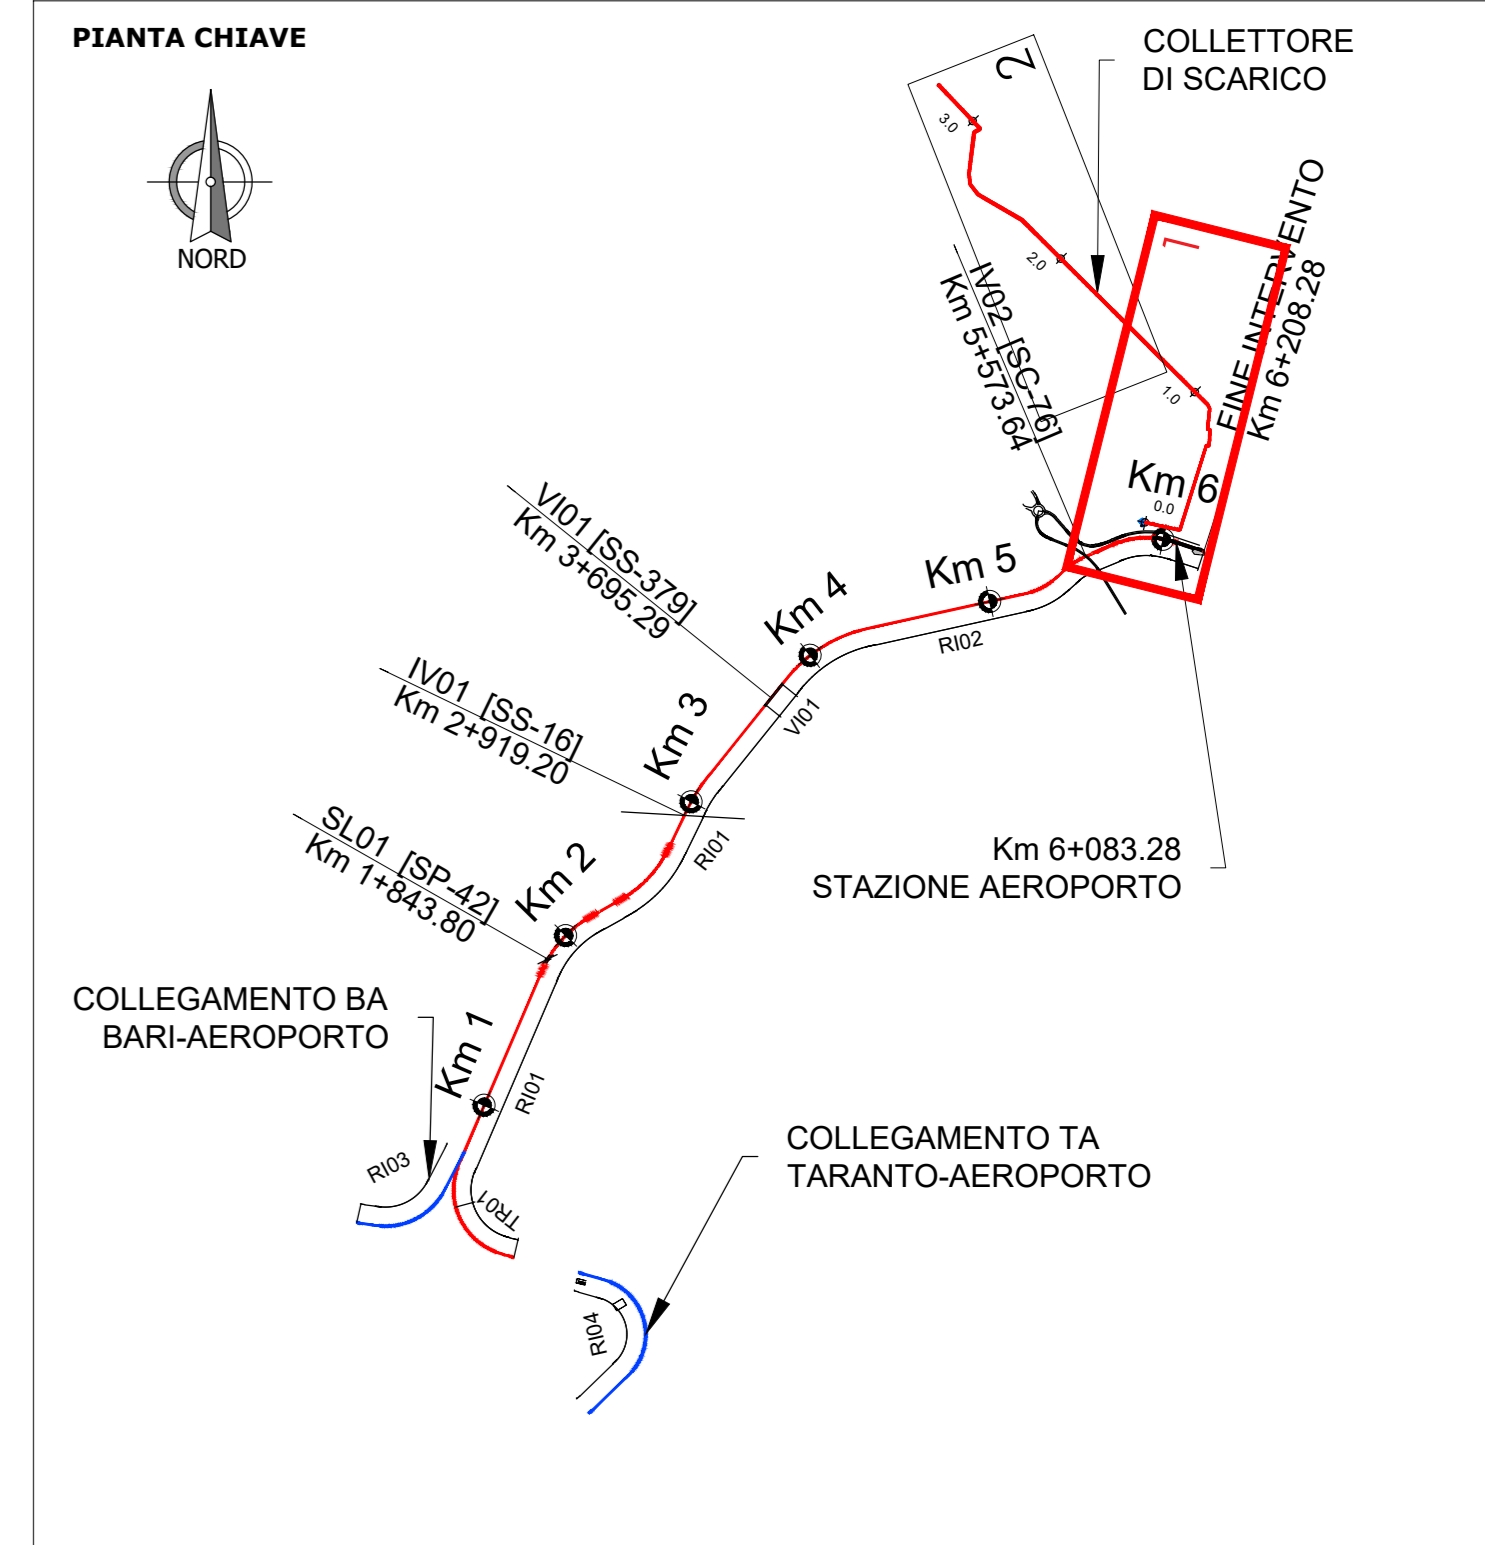 PIANTA CHIAVE
NORD
COLLETTORE
DI SCARICO
2
3.0
2.0
1
1.0
0.0
FINE INTERVENTO
Km 6+208.28
IV02 [SC-76]
Km 5+573.64
Km 6
VI01 [SS-379]
Km 3+695.29
Km 5
Km 4
RI02
IV01 [SS-16]
Km 2+919.20
Km 3
VI01
SL01 [SP-42]
Km 1+843.80
Km 2
RI01
Km 6+083.28
STAZIONE AEROPORTO
COLLEGAMENTO BA
BARI-AEROPORTO
Km 1
RI01
RI03
TR01
COLLEGAMENTO TA
TARANTO-AEROPORTO
RI04